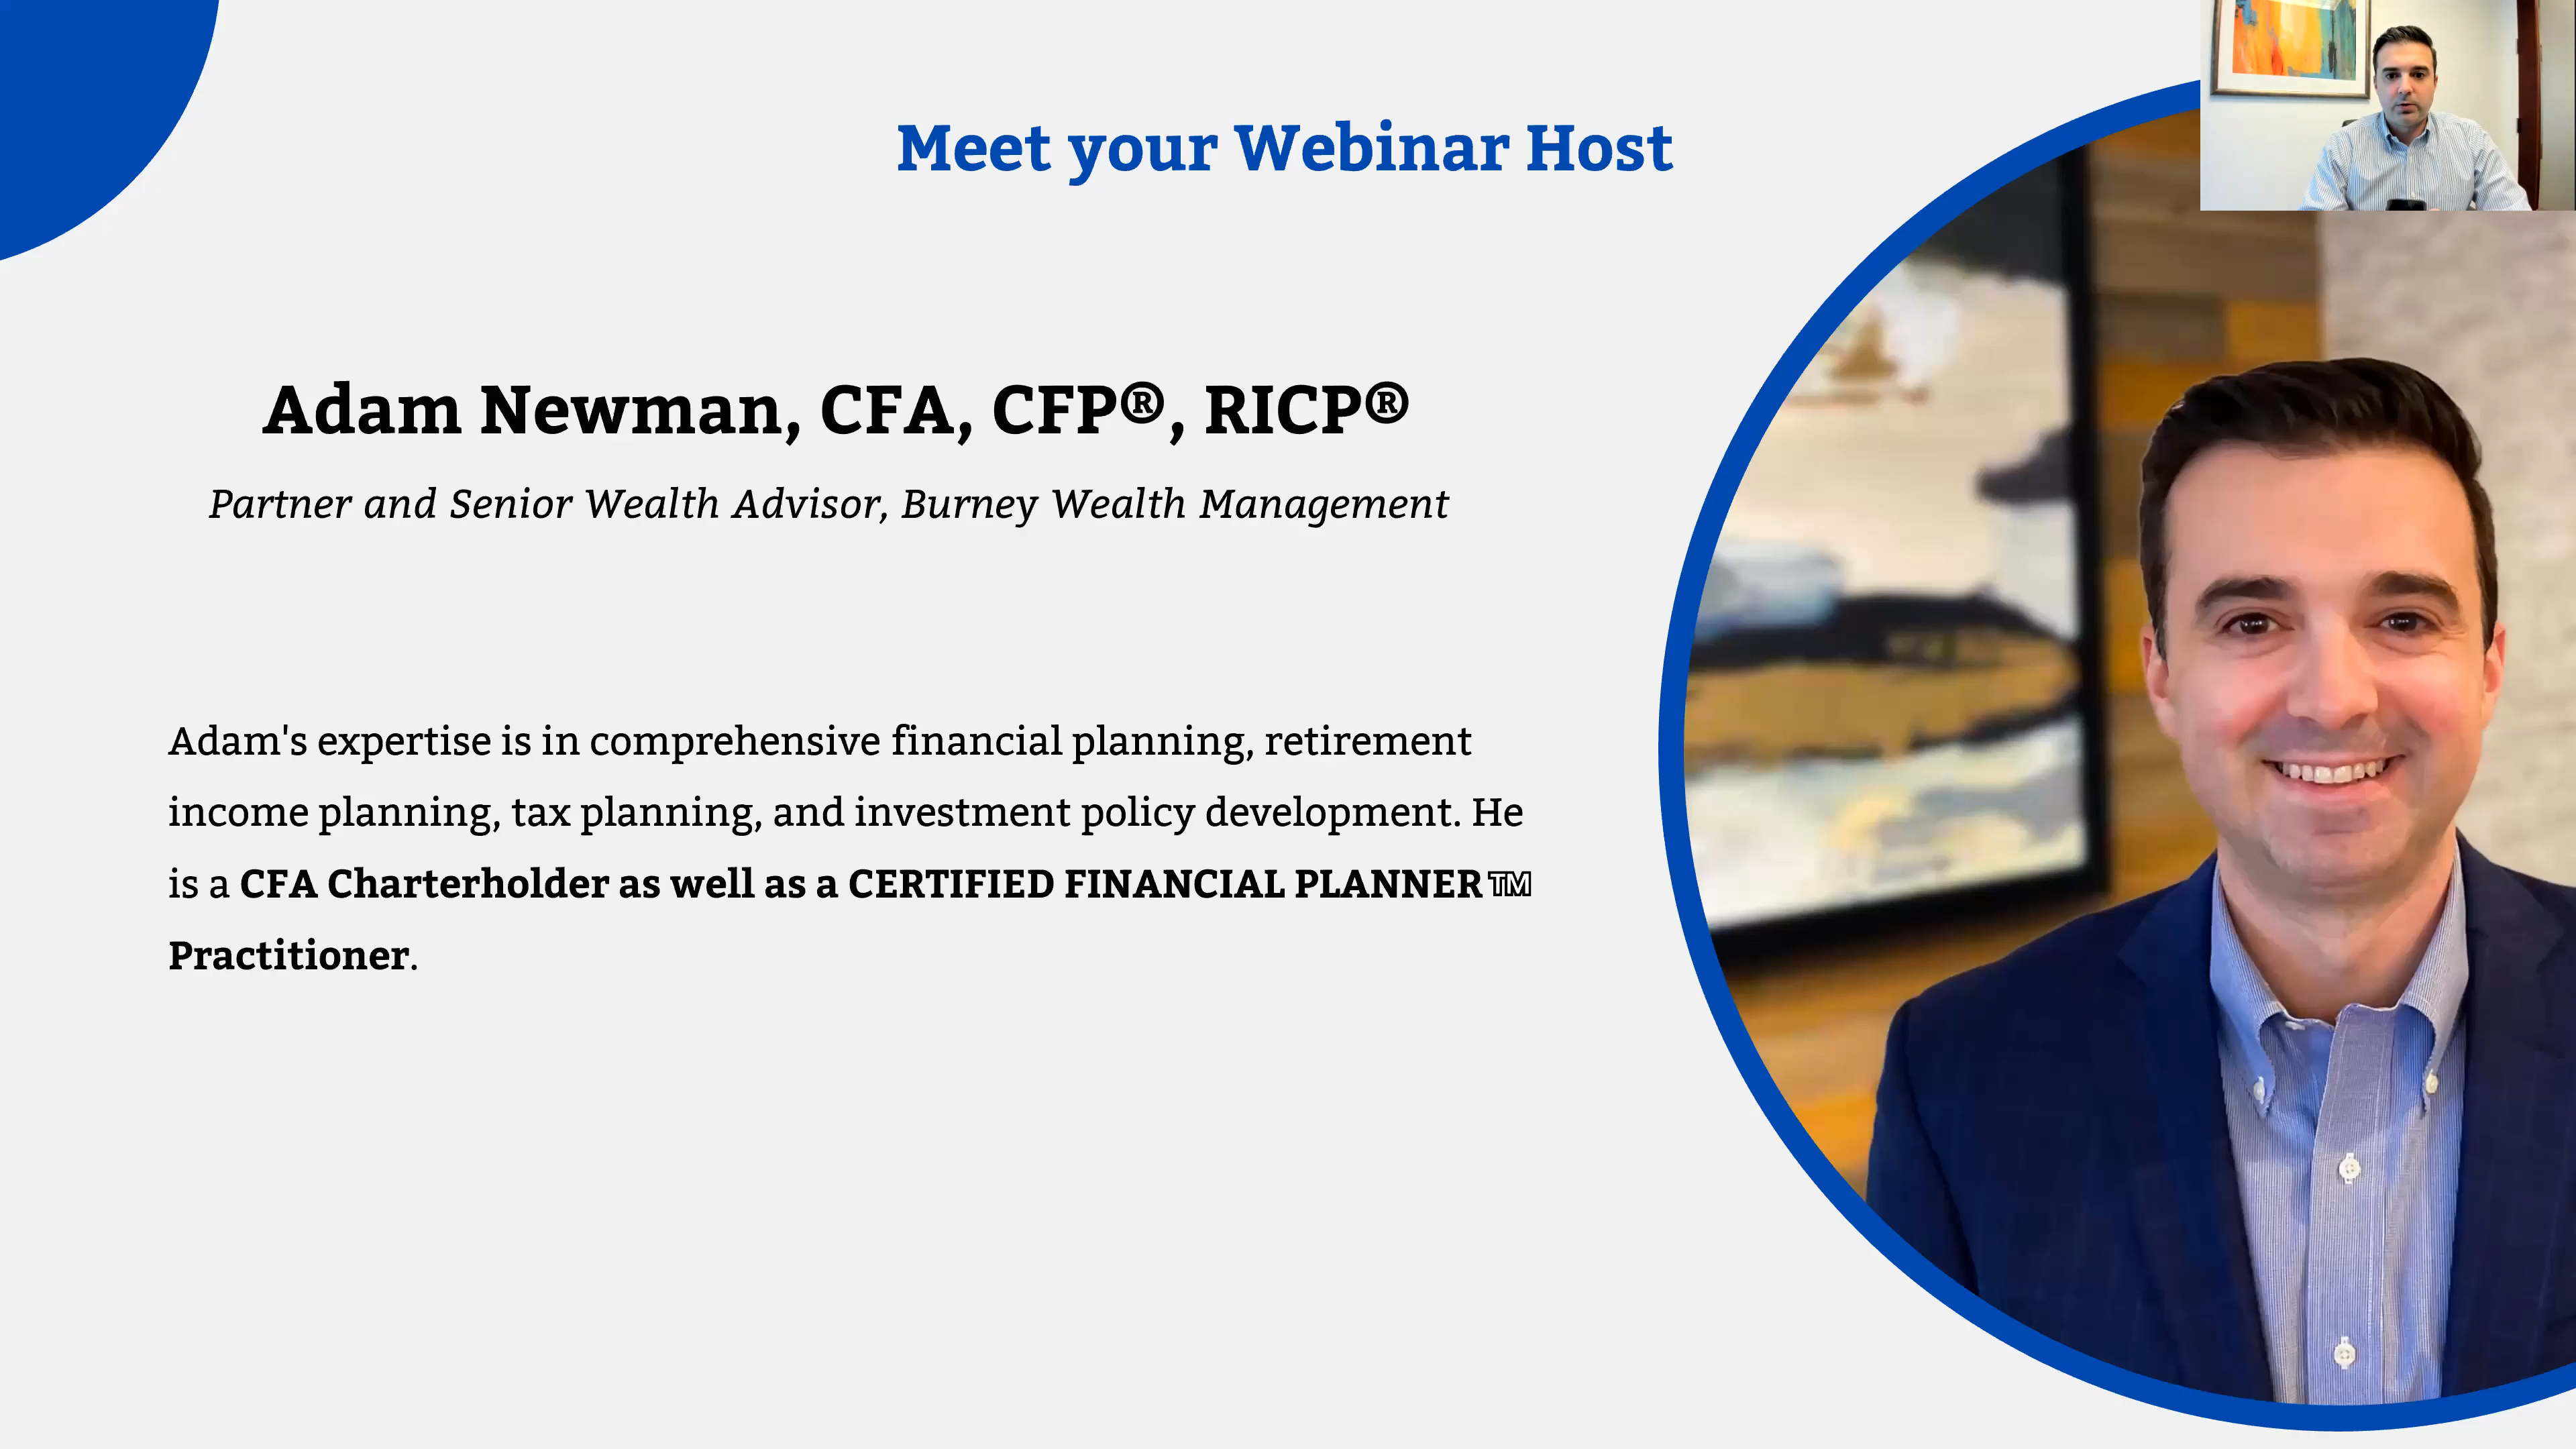 Meet your Webinar Host
Adam Newman, CFA, CFP®, RICP®
Partner and Senior Wealth Advisor, Burney Wealth Management
Adam's expertise is in comprehensive financial planning, retirement
income planning, tax planning, and investment policy development. He
is a CFA Charterholder as well as a CERTIFIED FINANCIAL PLANNER™
Practitioner.